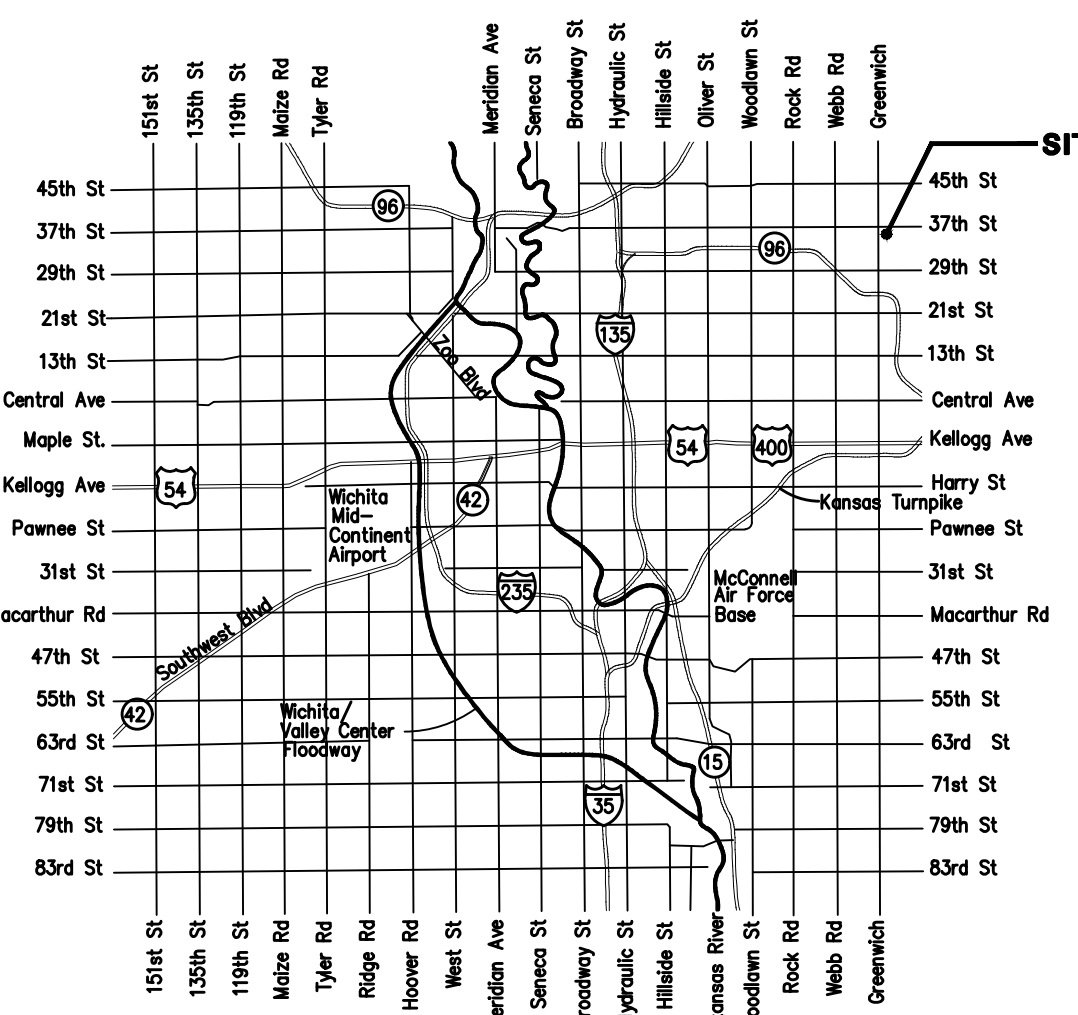 151st St
135th St
119th St
Maize Rd
Tyler Rd
Meridian Ave
Seneca St
Broadway St
Hydraulic St
Hillside St
Oliver St
Woodlawn St
Rock Rd
Webb Rd
Greenwich
SI
45th St
37th St
29th St
21st St
13th St
Central Ave
Maple St.
Kellogg Ave
Pawnee St
31st St
acarthur Rd
47th St
55th St
63rd St
71st St
79th St
83rd St
96
96
135
Zoo Blvd
54
400
54
42
Wichita
Mid-
Continent
Airport
Kansas Turnpike
235
McConnell
Air Force
Base
Southwest Blvd
42
Wichita/
Valley Center
Floodway
15
35
45th St
37th St
29th St
21st St
13th St
Central Ave
Kellogg Ave
Harry St
Pawnee St
31st St
Macarthur Rd
47th St
55th St
63rd St
71st St
79th St
83rd St
151st St
135th St
119th St
Maize Rd
Tyler Rd
Ridge Rd
Hoover Rd
West St
eridian Ave
Seneca St
roadway St
ydraulic St
Hillside St
kansas River
oodlawn St
Rock Rd
Webb Rd
Greenwich